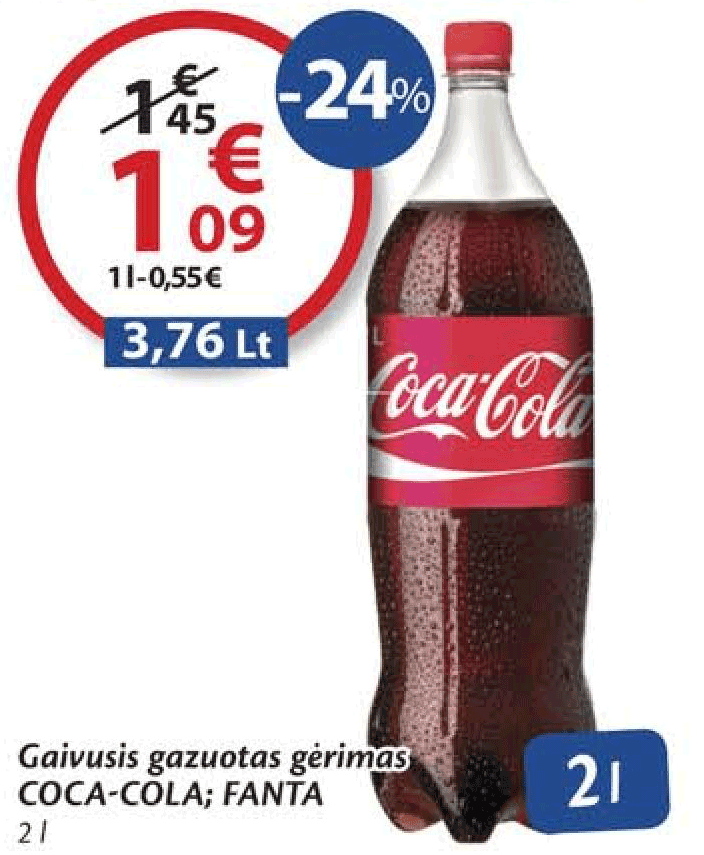 1 € 45
-24%
1 € 09
1 l-0,55€
3,76 Lt
L
Coca-Cola
Gaivusis gazuotas gėrimas
COCA-COLA; FANTA
2 l
2 l